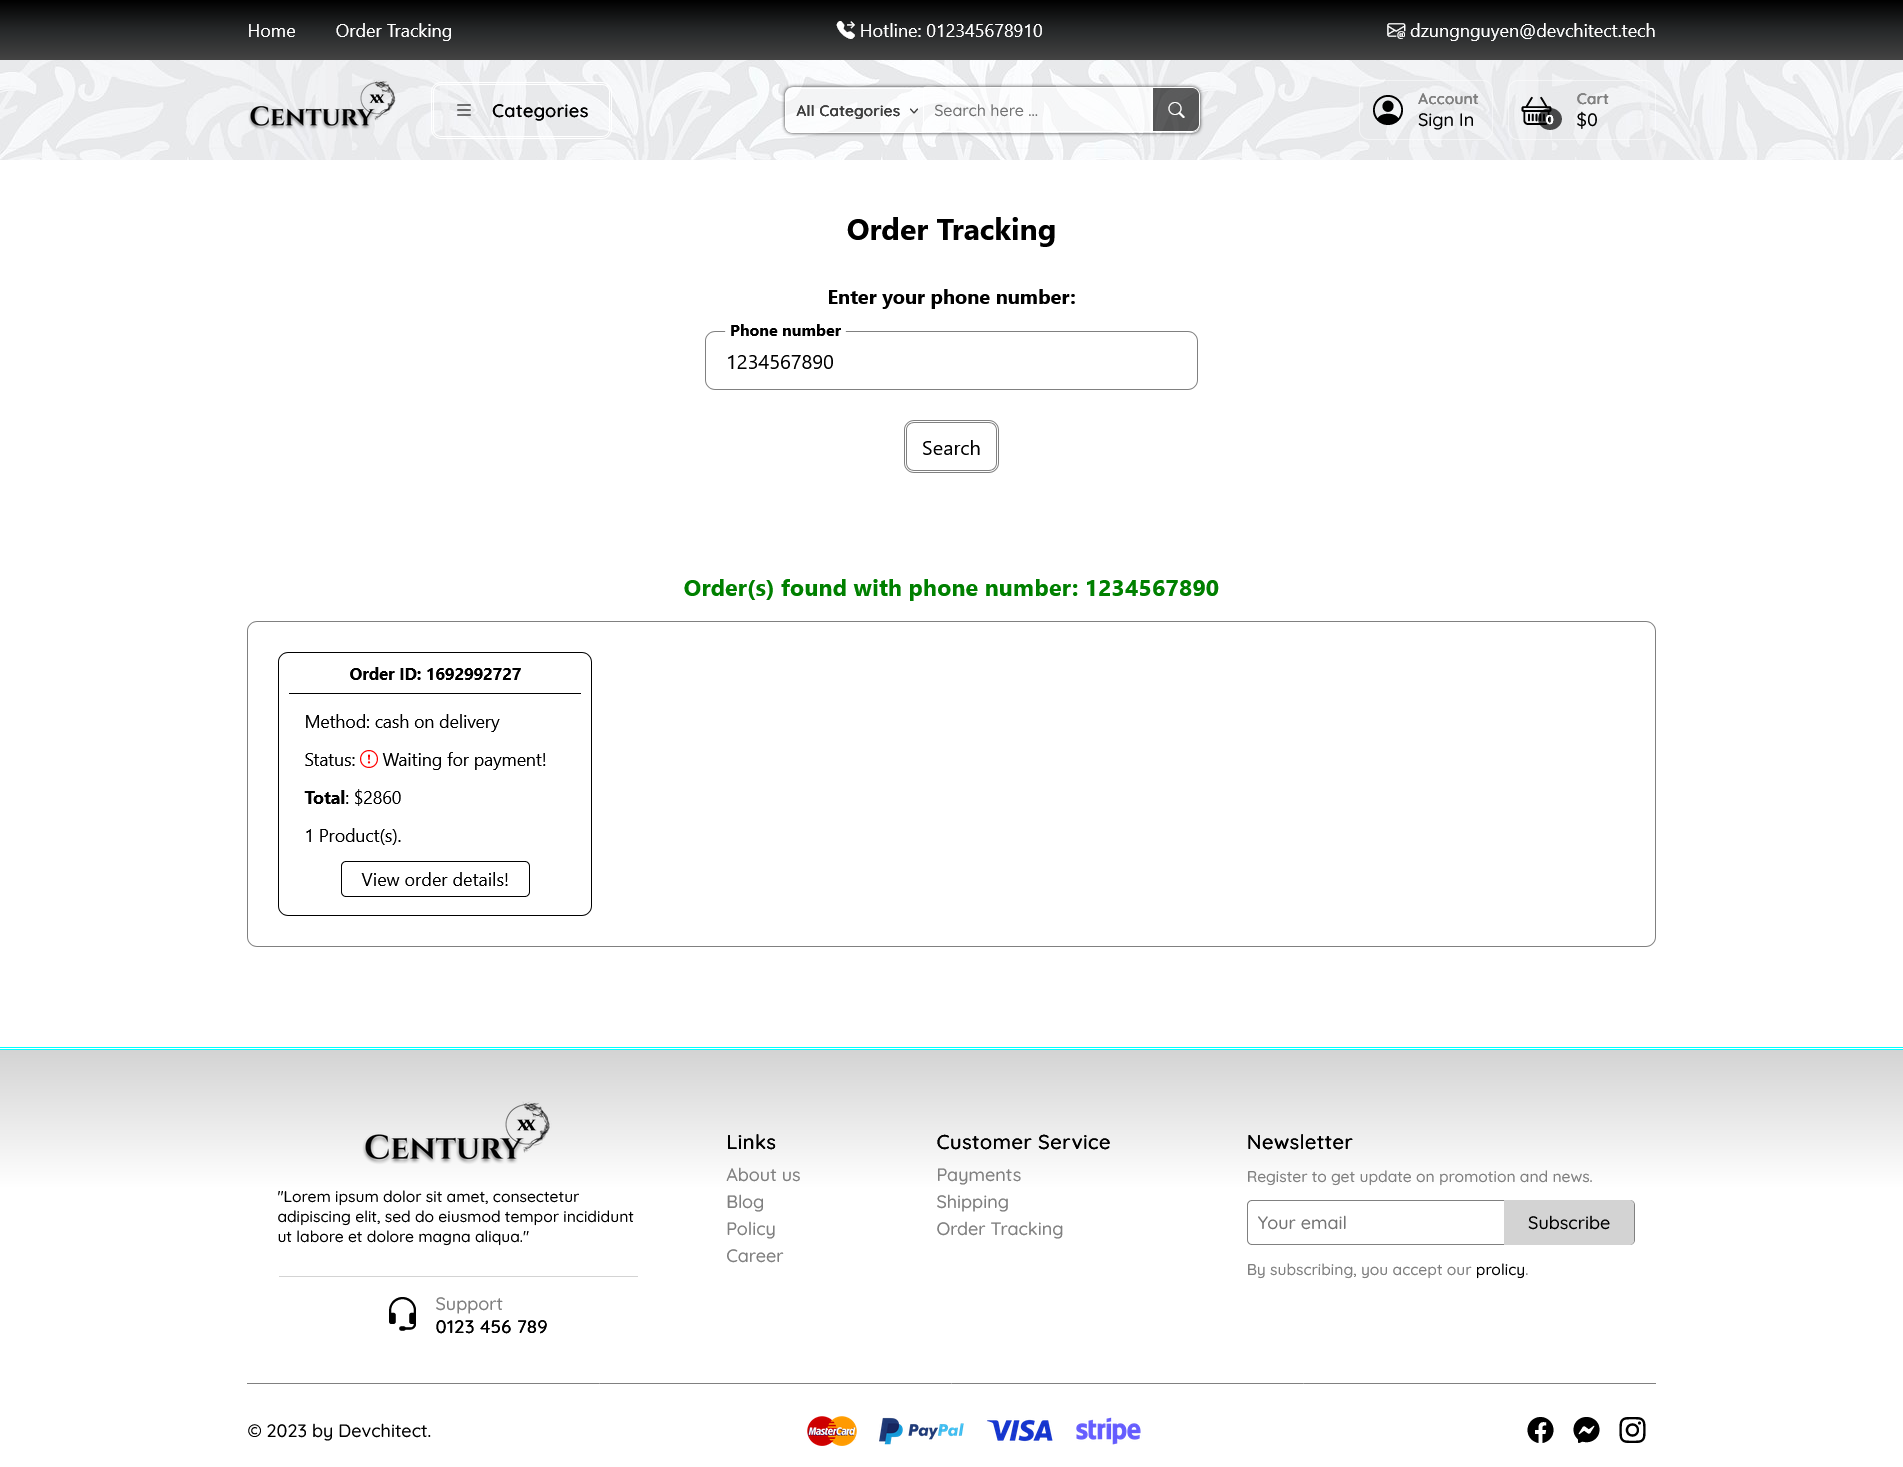 Home Order Tracking Hotline: 012345678910 dzungnguyen@devchitect.tech
CENTURY XX Categories All Categories Search here ... Account Cart
Sign In 0 $0
Order Tracking
Enter your phone number:
Phone number
1234567890
Search
Order(s) found with phone number: 1234567890
Order ID: 1692992727
Method: cash on delivery
Status: Waiting for payment!
Total: $2860
1 Product(s).
View order details!
CENTURY XX
"Lorem ipsum dolor sit amet, consectetur
adipiscing elit, sed do eiusmod tempor incididunt
ut labore et dolore magna aliqua."
Support
0123 456 789
Links
About us
Blog
Policy
Career
Customer Service
Payments
Shipping
Order Tracking
Newsletter
Register to get update on promotion and news.
Your email Subscribe
By subscribing, you accept our prolicy.
© 2023 by Devchitect. MasterCard PayPal VISA stripe